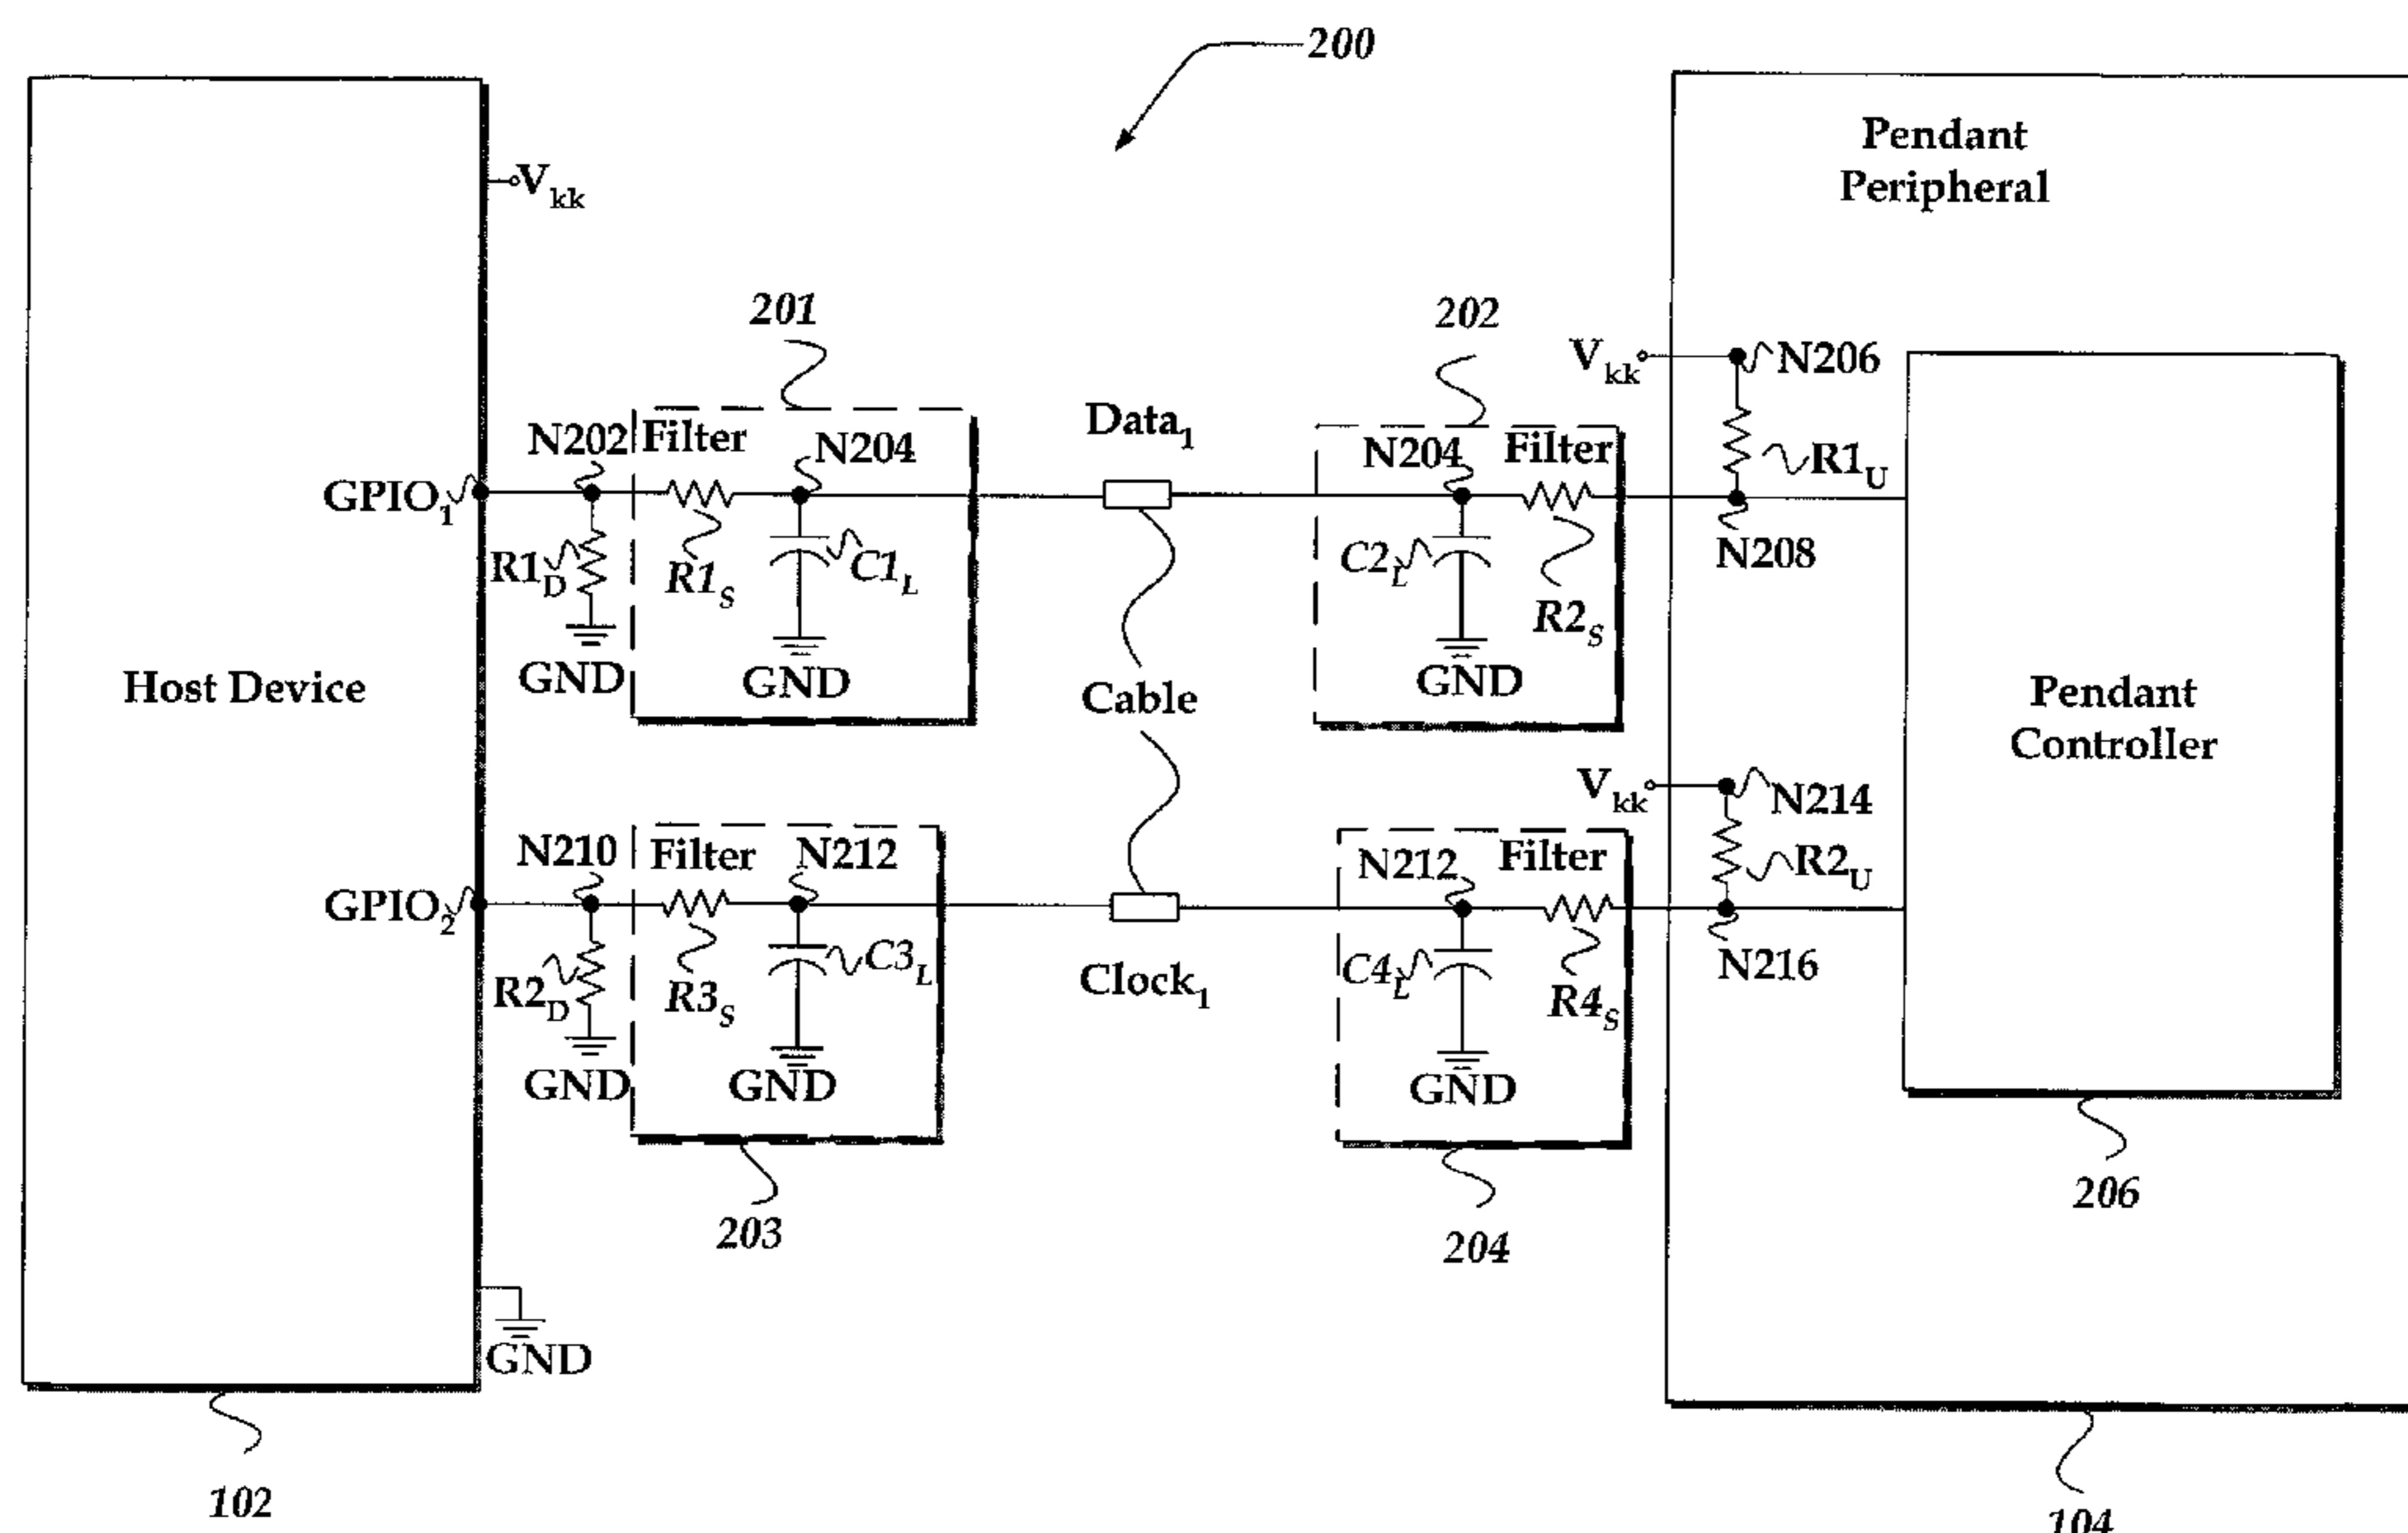 200
Pendant
Peripheral
Vkk
201
202
Vkk
N206
N202
Filter
N204
Data1
N204
Filter
R1U
GPIO1
N208
R1D
R1S
C1L
C2L
R2S
GND
GND
GND
Host Device
Cable
Pendant
Controller
Vkk
N214
N210
Filter
N212
N212
Filter
R2U
GPIO2
N216
R2D
R3S
C3L
Clock1
C4L
R4S
GND
GND
GND
203
204
206
GND
102
104